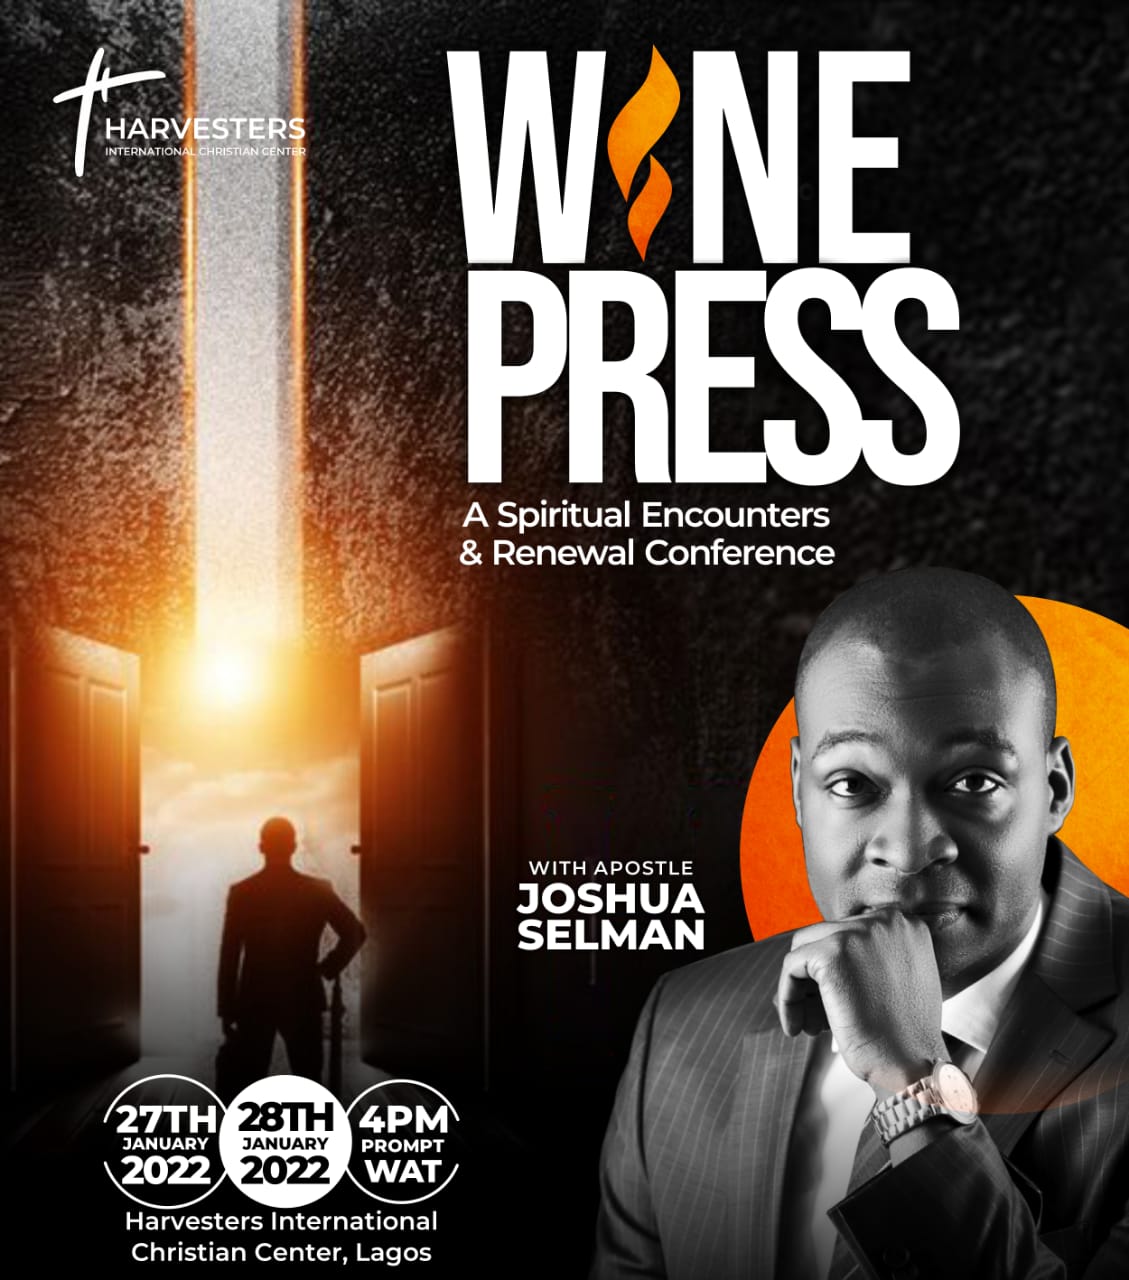 HARVESTERS
INTERNATIONAL CHRISTIAN CENTER
WINE
PRESS
A Spiritual Encounters
& Renewal Conference
WITH APOSTLE
JOSHUA
SELMAN
27TH
JANUARY
2022
28TH
JANUARY
2022
4PM
PROMPT
WAT
Harvesters International
Christian Center, Lagos